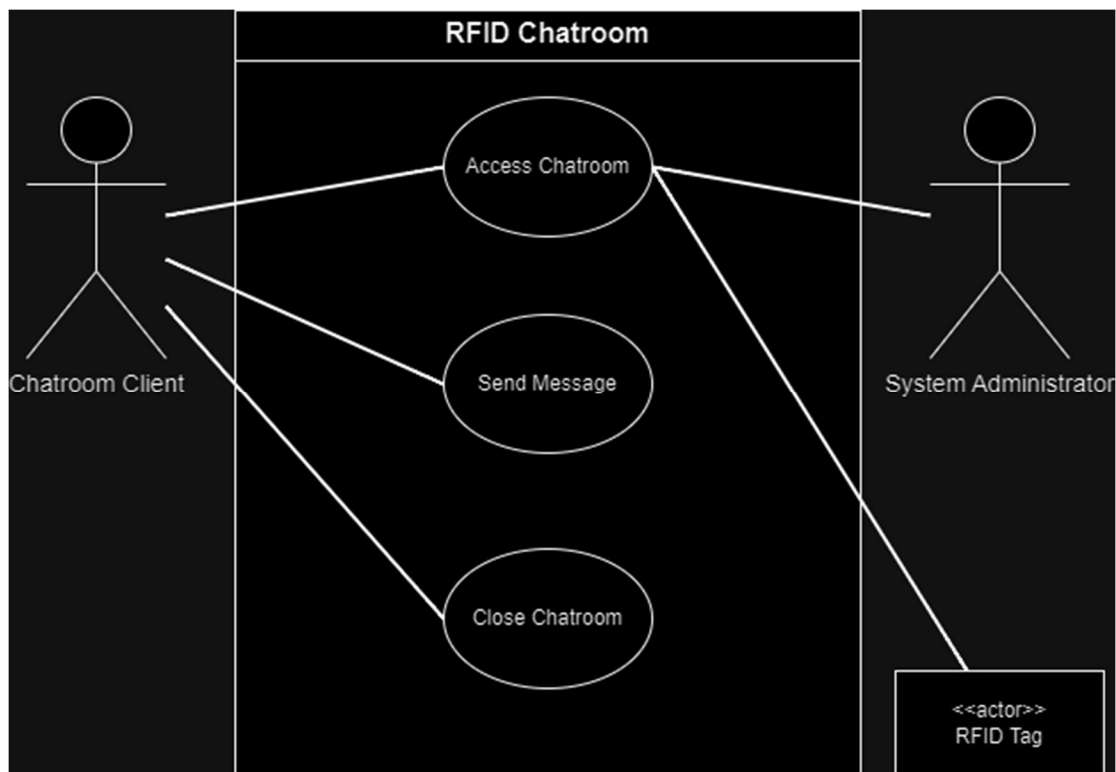 RFID Chatroom
Access Chatroom
Send Message
Chatroom Client
System Administrator
Close Chatroom
<<actor>>
RFID Tag